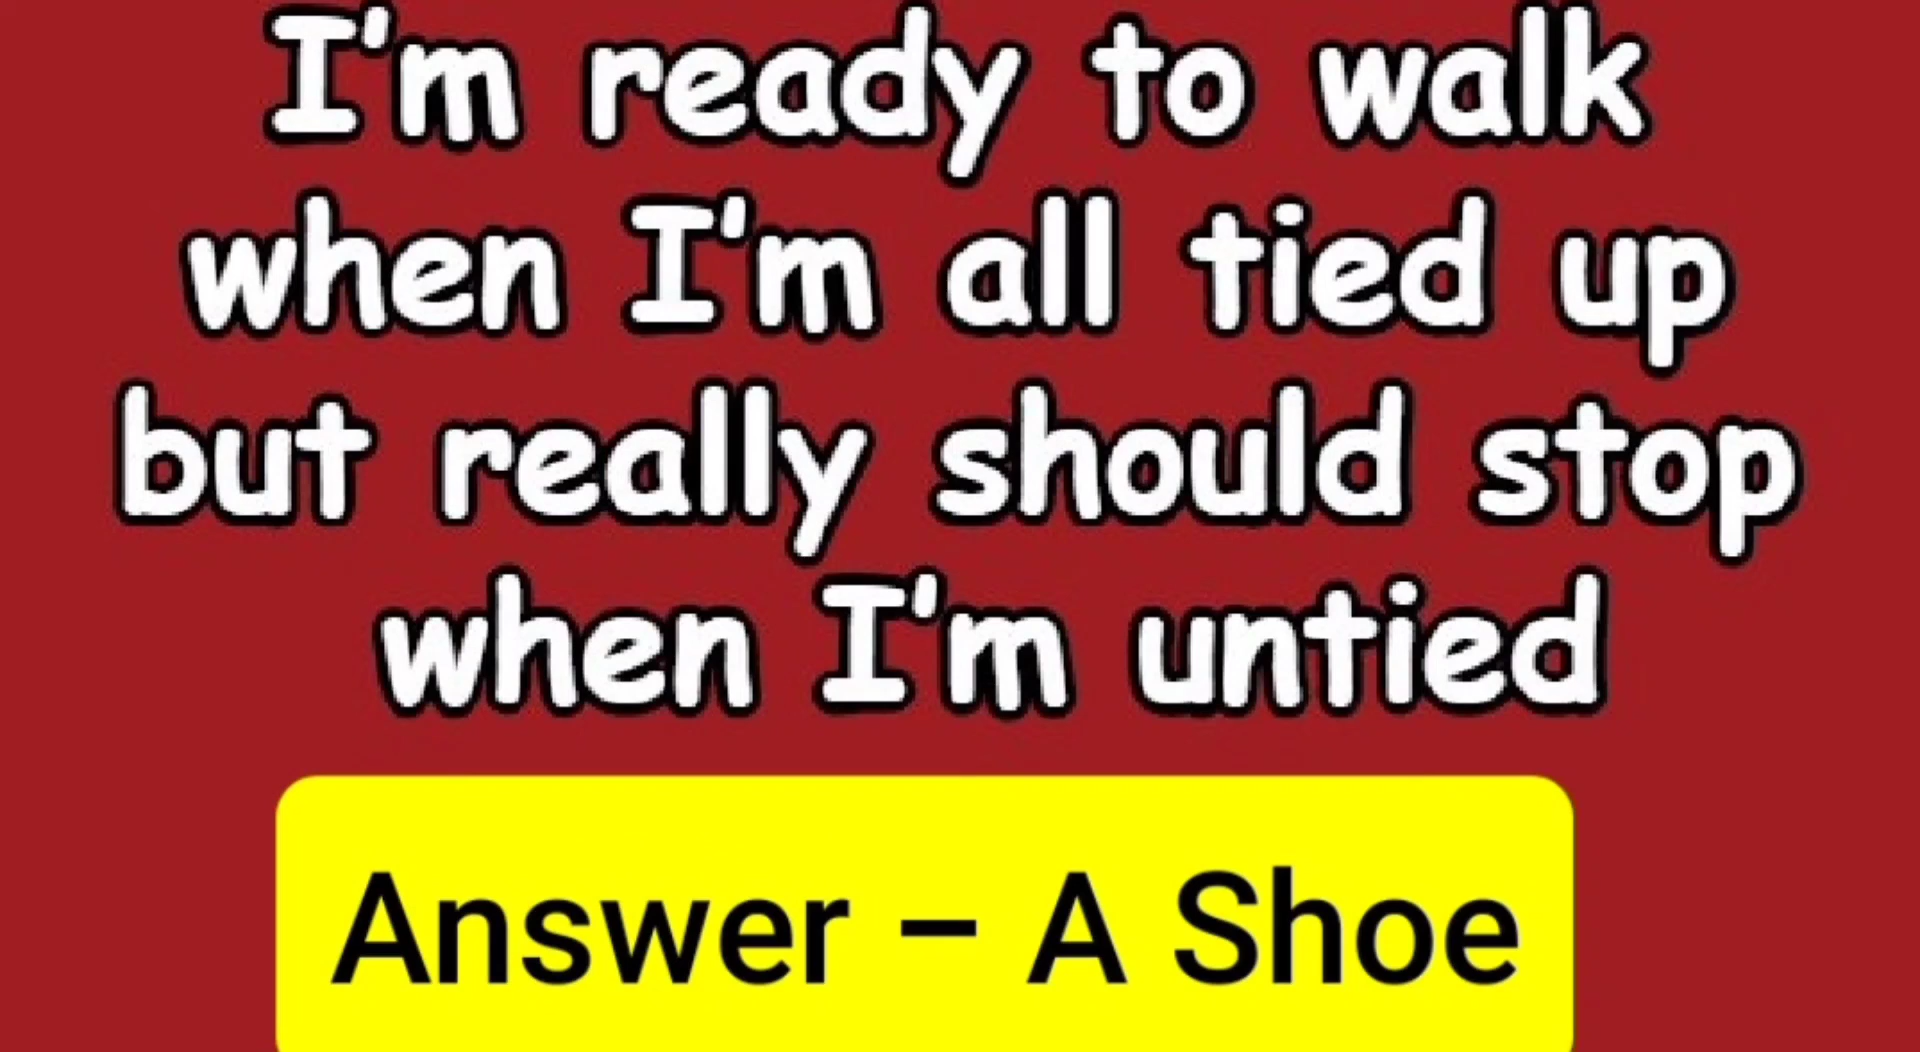 I'm ready to walk
when I'm all tied up
but really should stop
when I'm untied
Answer – A Shoe